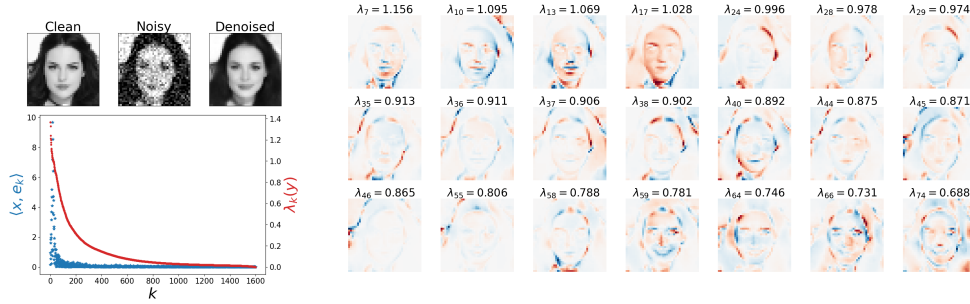 Clean Noisy Denoised
10
8
6
4
2
0
⟨x, e_k⟩
1.4
1.2
1.0
0.8
0.6
0.4
0.2
0.0
λ_k(y)
0 200 400 600 800 1000 1200 1400 1600
k
λ_7 = 1.156 λ_10 = 1.095 λ_13 = 1.069 λ_17 = 1.028 λ_24 = 0.996 λ_28 = 0.978 λ_29 = 0.974
λ_35 = 0.913 λ_36 = 0.911 λ_37 = 0.906 λ_38 = 0.902 λ_40 = 0.892 λ_44 = 0.875 λ_45 = 0.871
λ_46 = 0.865 λ_55 = 0.806 λ_58 = 0.788 λ_59 = 0.781 λ_64 = 0.746 λ_66 = 0.731 λ_74 = 0.688